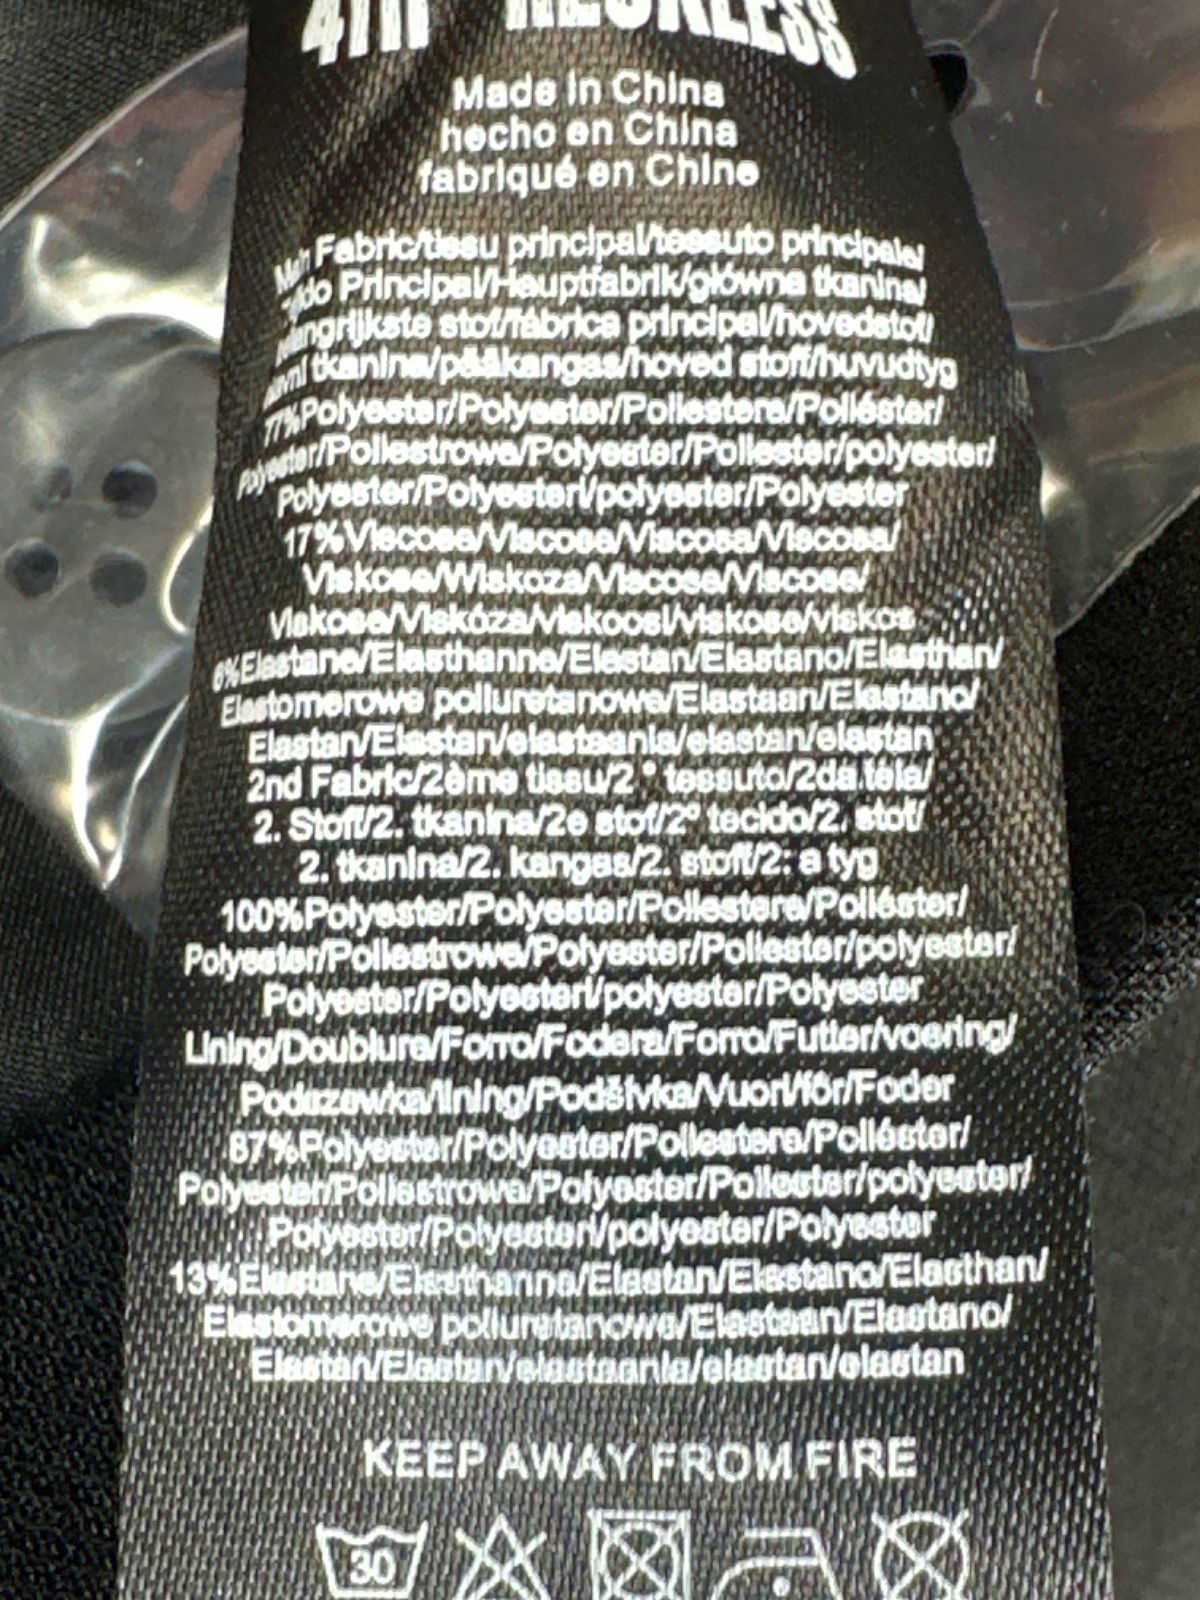 4TH RECKLESS
Made in China
hecho en China
fabriqué en Chine
Main Fabric/tissu principal/tessuto principale/
Principal/Hauptfabrik/główna tkanina/
stof/fábrica principal/hovedstof/
tkanina/pääkangas/hoved stoff/huvudtyg
77%Polyester/Polyester/Poliestere/Poliéster/
Polyester/Poliestrowe/Polyester/Poliester/polyester/
Polyester/Polyesteri/polyester/Polyester
17%Viscose/Viscose/Viscosa/Viscosa/
Viskose/Wiskoza/Viscose/Viscose/
Viskose/Viskóza/viskoosi/viskose/viskos
6%Elastane/Elasthanne/Elastan/Elastano/Elasthan/
Elastomerowe poliuretanowe/Elastaan/Elastano/
Elastan/Elastan/elastaania/elastan/elastan
2nd Fabric/2ème tissu/2° tessuto/2da.tela/
2. Stoff/2. tkanina/2e stof/2º tecido/2. stof/
2. tkanina/2. kangas/2. stoff/2: a tyg
100%Polyester/Polyester/Poliestere/Poliéster/
Polyester/Poliestrowe/Polyester/Poliester/polyester/
Polyester/Polyesteri/polyester/Polyester
Lining/Doublure/Forro/Fodera/Forro/Futter/voering/
Poduzewka/lining/Podšívka/Vuori/fôr/Foder
87%Polyester/Polyester/Poliestere/Poliéster/
Polyester/Poliestrowe/Polyester/Poliester/polyester/
Polyester/Polyesteri/polyester/Polyester
13%Elastane/Elasthanne/Elastan/Elastano/Elasthan/
Elastomerowe poliuretanowe/Elastaan/Elastano/
Elastan/Elastan/elastaania/elastan/elastan
KEEP AWAY FROM FIRE
30